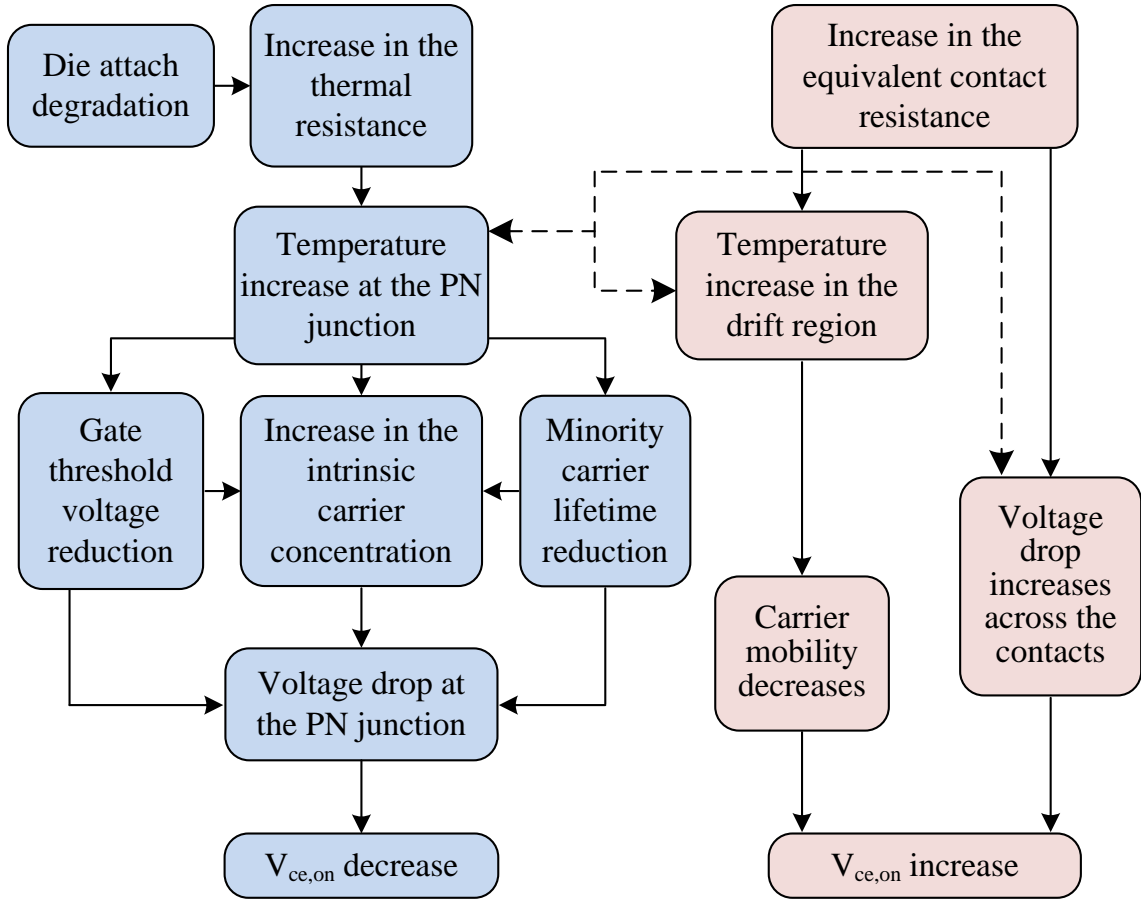 Die attach
degradation
Increase in the
thermal
resistance
Increase in the
equivalent contact
resistance
Temperature
increase at the PN
junction
Temperature
increase in the
drift region
Gate
threshold
voltage
reduction
Increase in the
intrinsic
carrier
concentration
Minority
carrier
lifetime
reduction
Voltage
drop
increases
across the
contacts
Carrier
mobility
decreases
Voltage drop at
the PN junction
V_ce,on decrease
V_ce,on increase